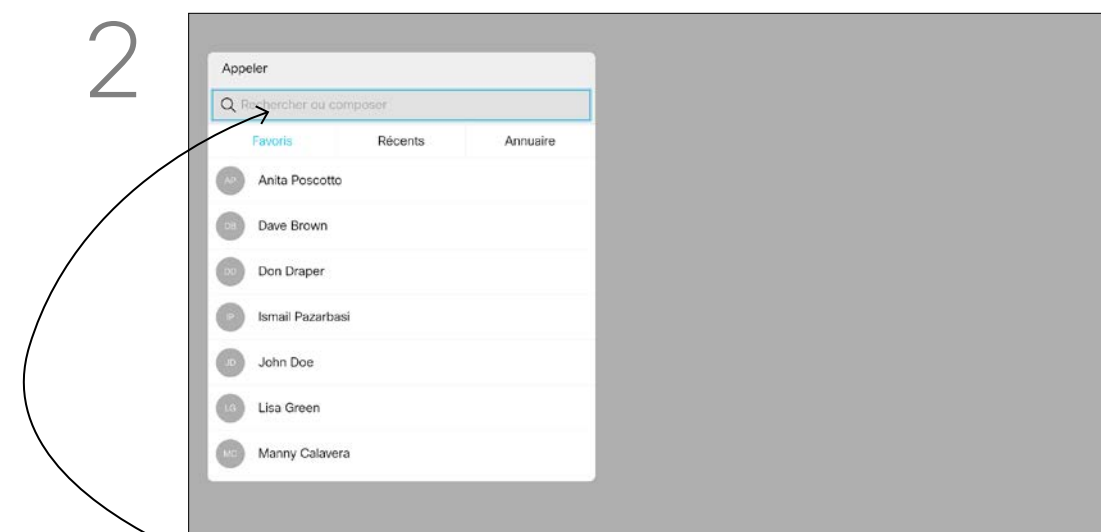 2
Appeler
Rechercher ou composer
Favoris Récents Annuaire
AP Anita Poscotto
DB Dave Brown
DD Don Draper
IP Ismail Pazarbasi
JD John Doe
LG Lisa Green
MC Manny Calavera